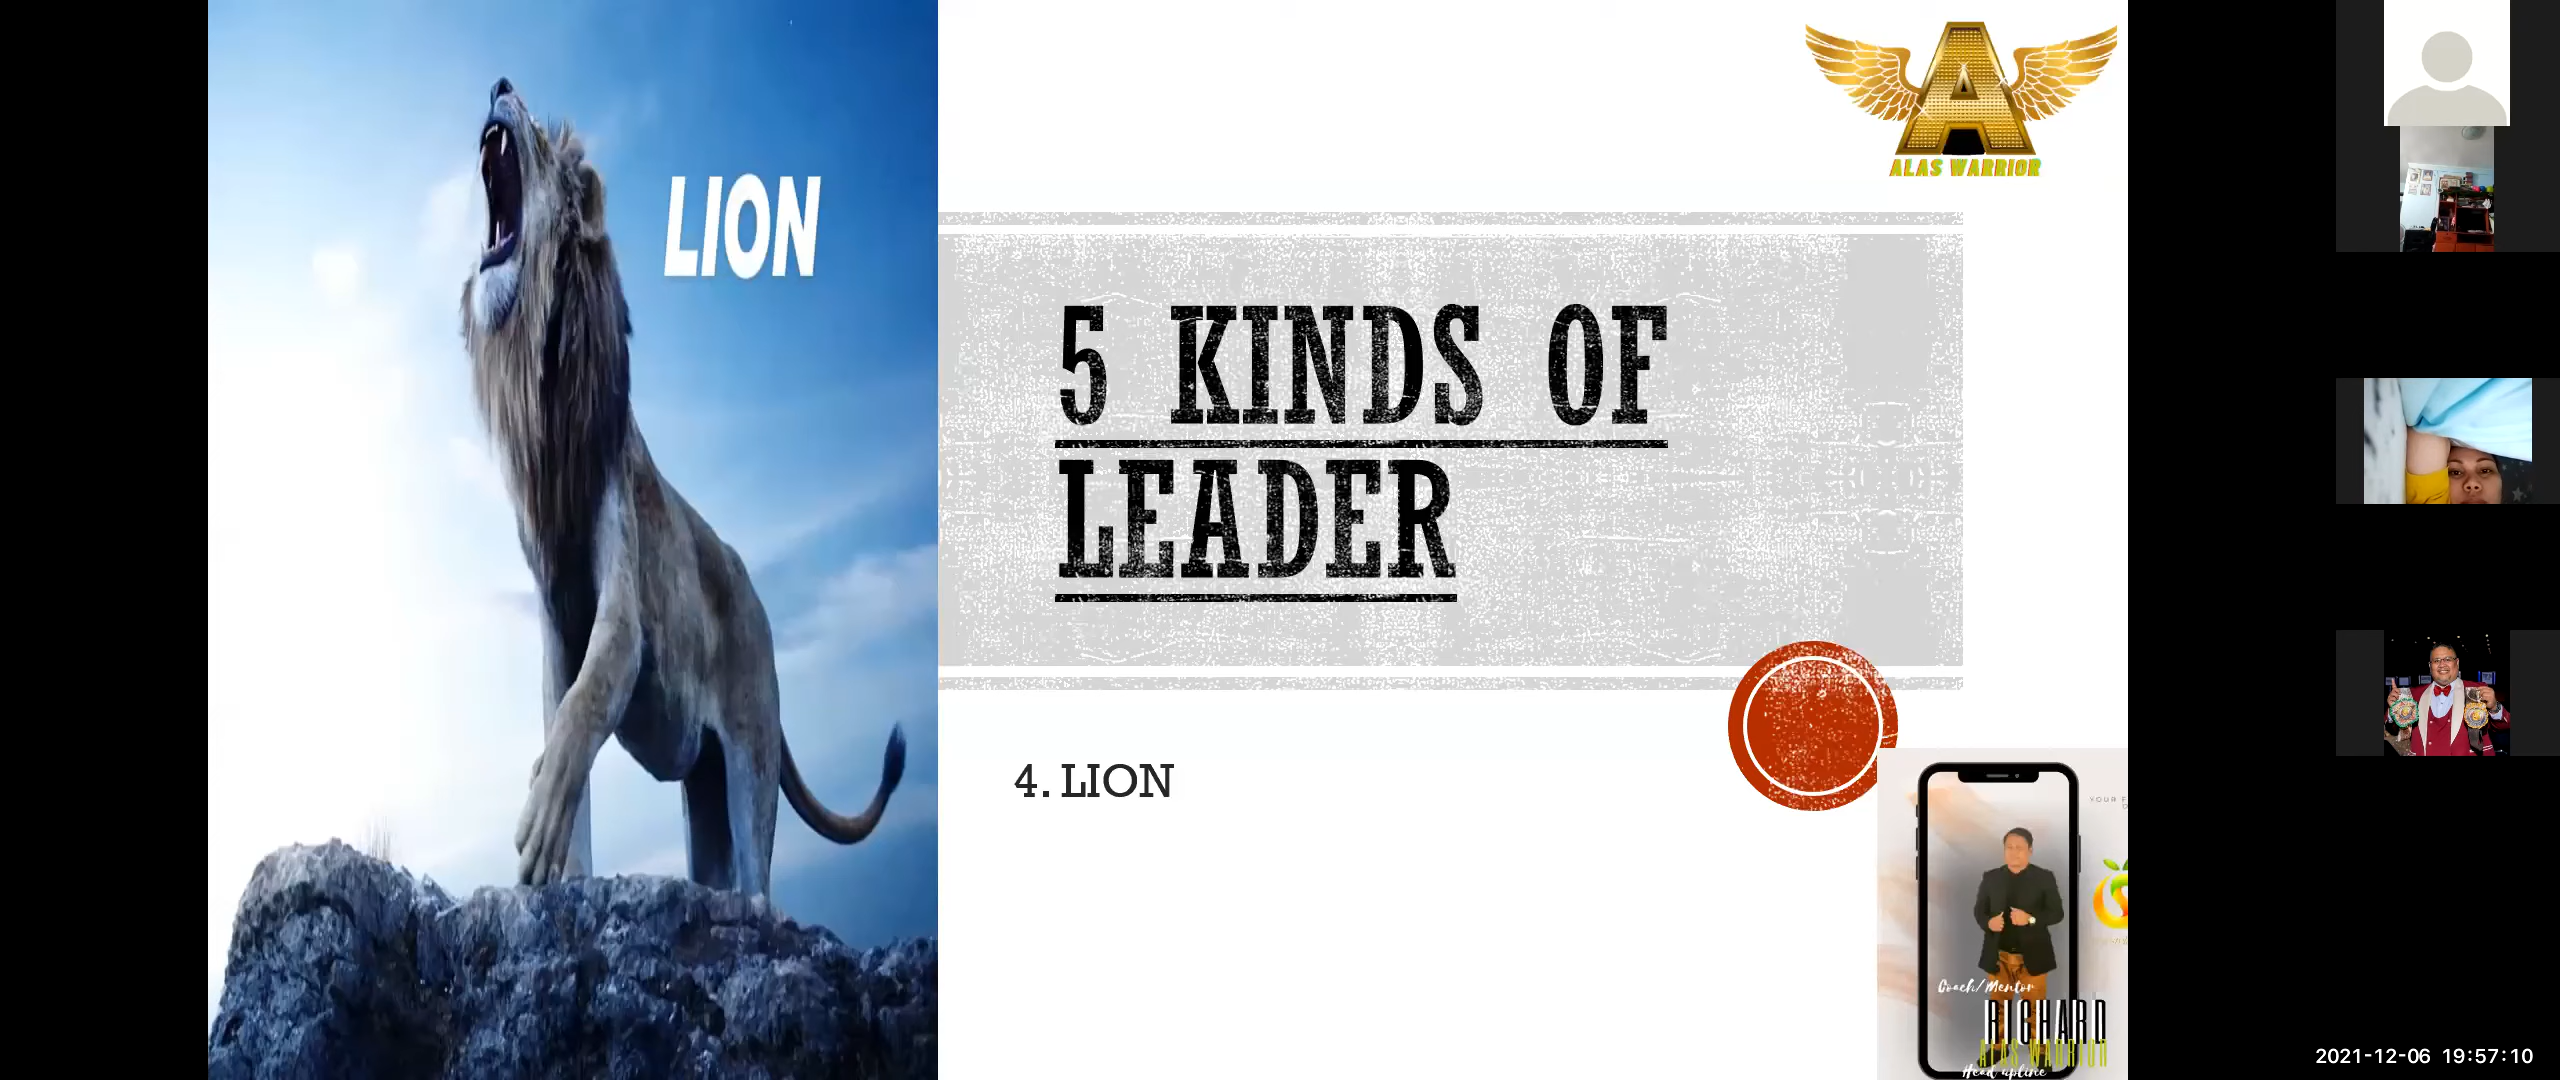 LION
ALAS WARRIOR
5 KINDS OF
LEADER
4. LION
YOUR F
Coach/Mentor
RICHARD
ALAS WARRIOR
Head upline
2021-12-06 19:57:10